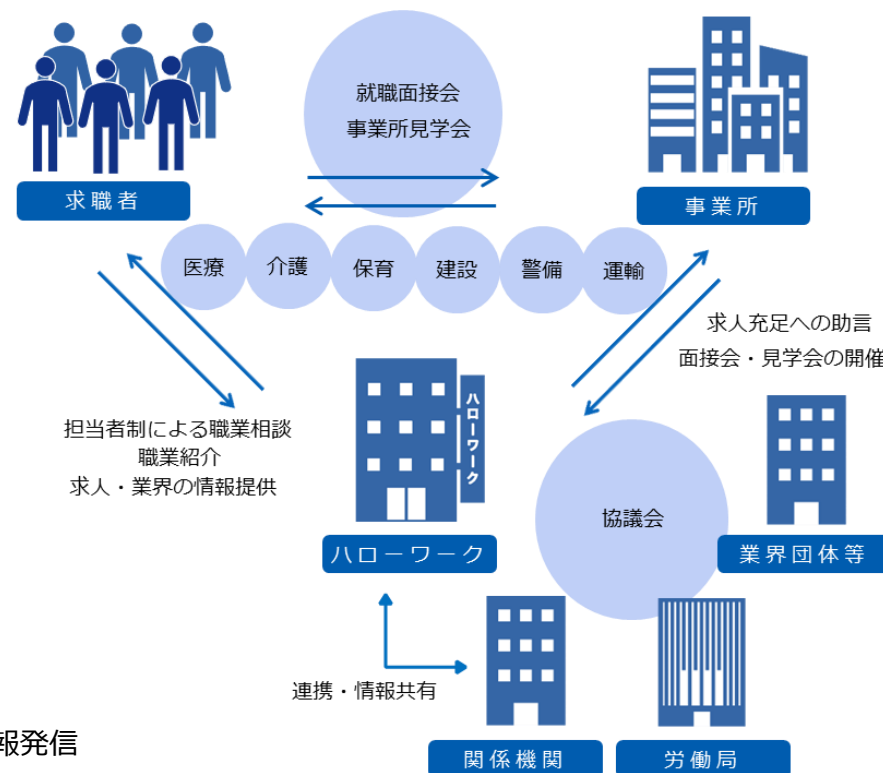 就職面接会
事業所見学会
求職者
事業所
医療
介護
保育
建設
警備
運輸
求人充足への助言
面接会・見学会の開催
担当者制による職業相談
職業紹介
求人・業界の情報提供
ハローワーク
協議会
ハローワーク
業界団体等
連携・情報共有
報発信
関係機関
労働局